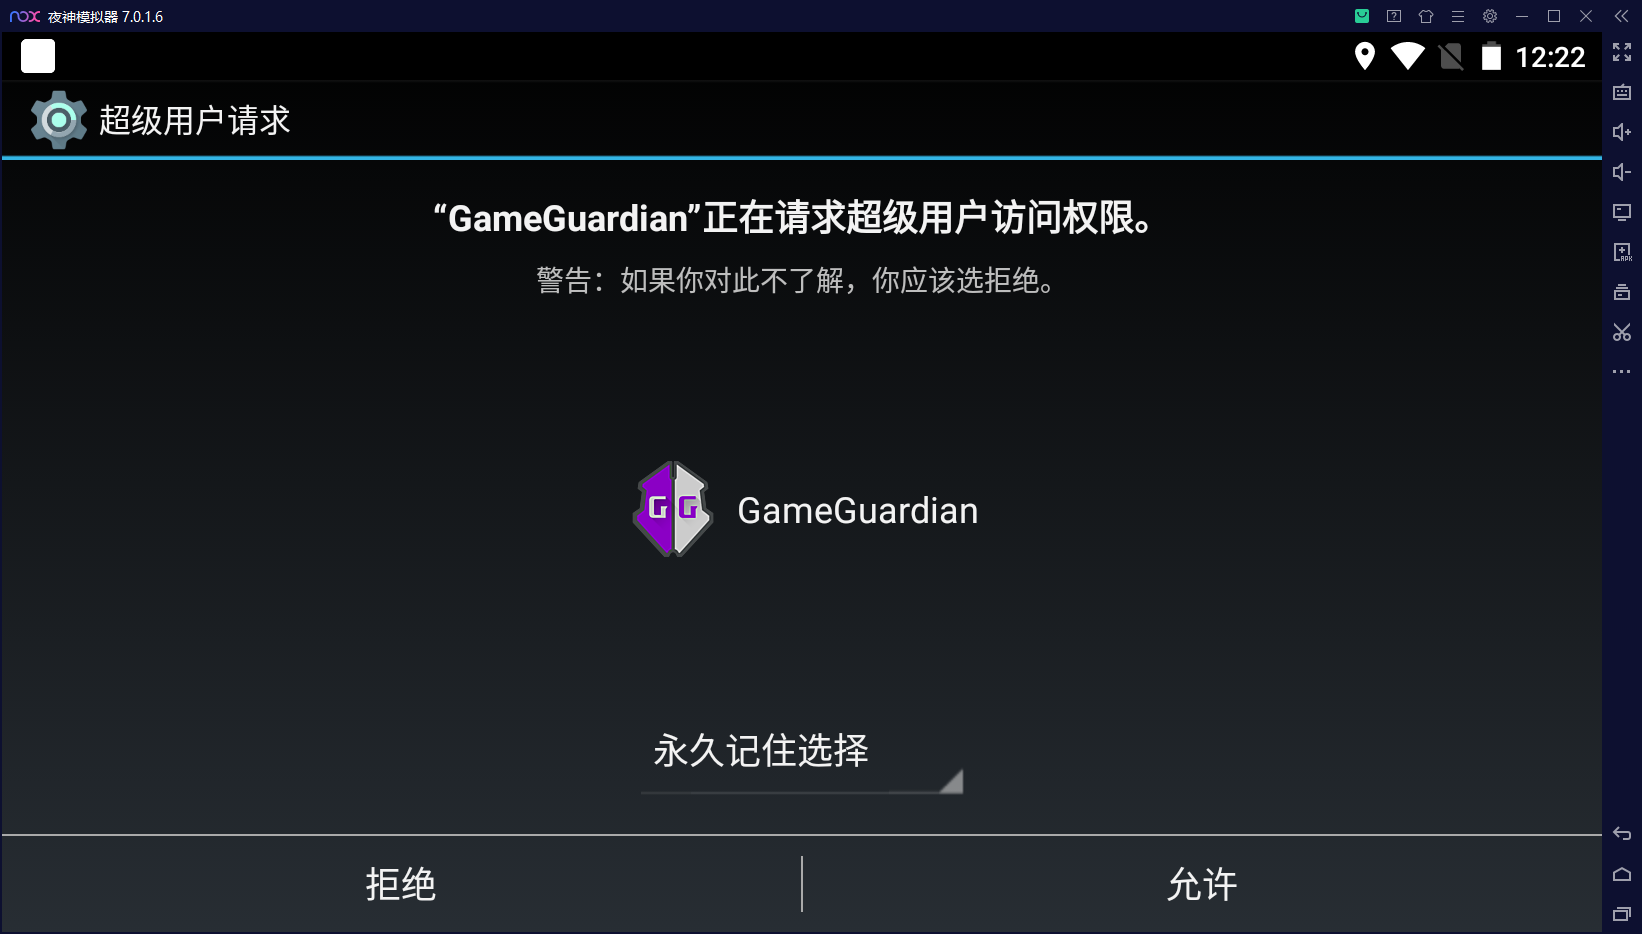 nox 夜神模拟器 7.0.1.6
12:22
超级用户请求
“GameGuardian”正在请求超级用户访问权限。
警告：如果你对此不了解，你应该选拒绝。
GG GameGuardian
永久记住选择
拒绝
允许
APK